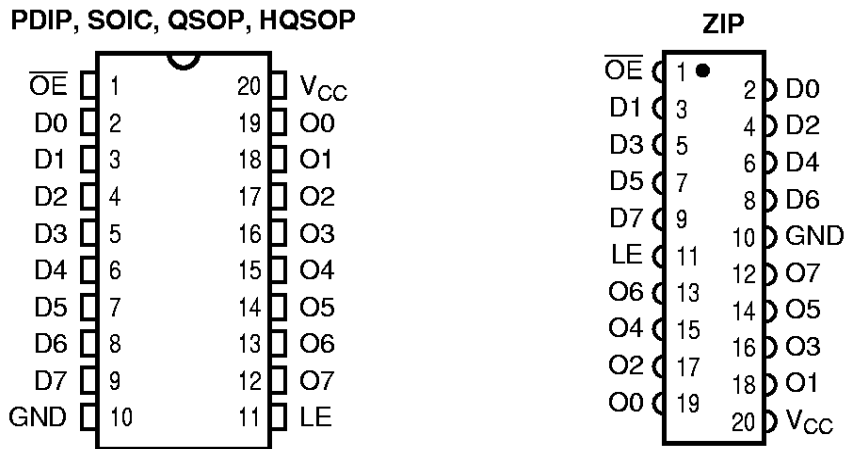 PDIP, SOIC, QSOP, HQSOP
O̅E̅ 1 20 VCC
D0 2 19 O0
D1 3 18 O1
D2 4 17 O2
D3 5 16 O3
D4 6 15 O4
D5 7 14 O5
D6 8 13 O6
D7 9 12 O7
GND 10 11 LE
ZIP
O̅E̅ 1
2 D0
D1 3
4 D2
D3 5
6 D4
D5 7
8 D6
D7 9
10 GND
LE 11
12 O7
O6 13
14 O5
O4 15
16 O3
O2 17
18 O1
O0 19
20 VCC